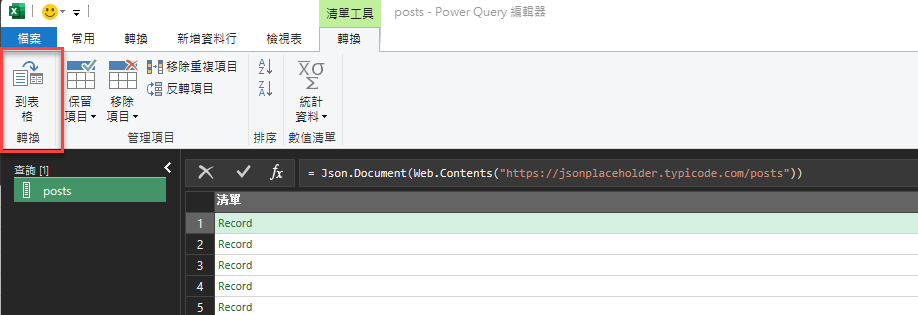 清單工具
posts - Power Query 編輯器
檔案
常用
轉換
新增資料行
檢視表
轉換
到表
格
轉換
保留
項目
移除
項目
移除重複項目
反轉項目
管理項目
A
Z
Z
A
排序
X̄σ
Σ
統計
資料
數值清單
查詢 [1]
posts
fx
= Json.Document(Web.Contents("https://jsonplaceholder.typicode.com/posts"))
清單
1 Record
2 Record
3 Record
4 Record
5 Record